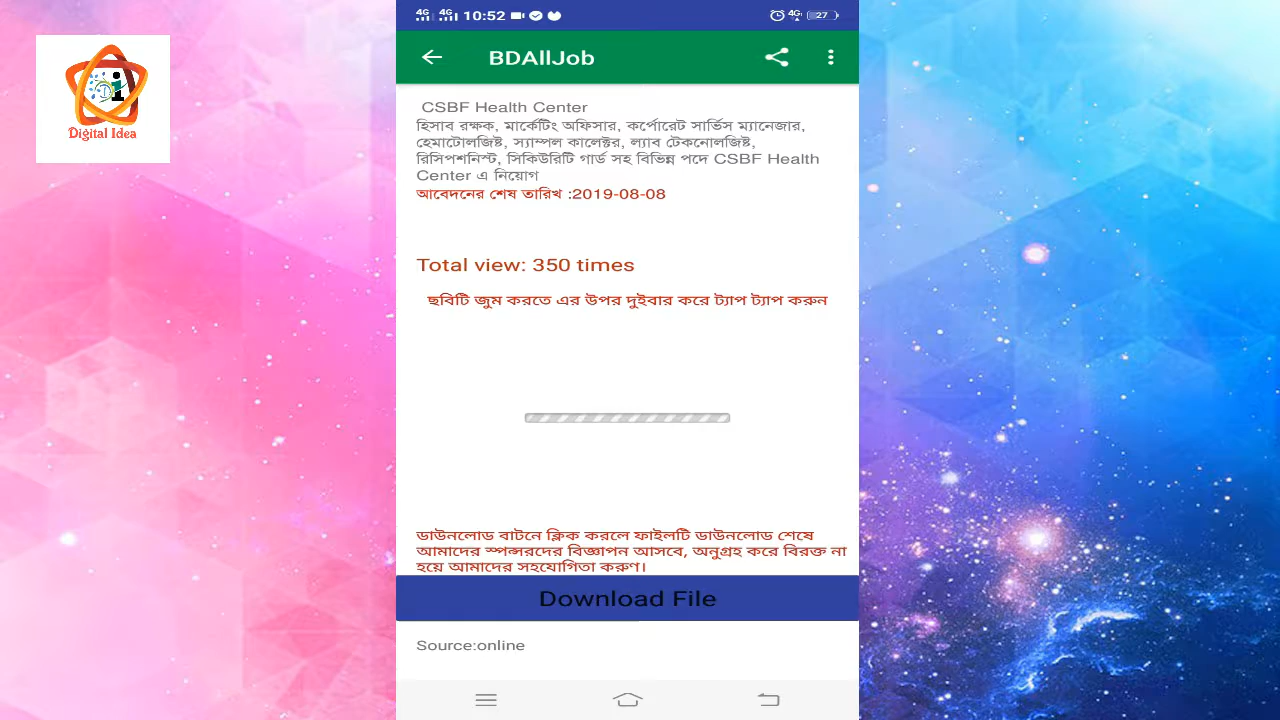 4G 4G 10:52 4G 27
BDAllJob
Digital Idea
CSBF Health Center
হিসাব রক্ষক, মার্কেটিং অফিসার, কর্পোরেট সার্ভিস ম্যানেজার,
হেমাটোলজিষ্ট, স্যাম্পল কালেক্টর, ল্যাব টেকনোলজিষ্ট,
রিসিপশনিস্ট, সিকিউরিটি গার্ড সহ বিভিন্ন পদে CSBF Health
Center এ নিয়োগ
আবেদনের শেষ তারিখ :2019-08-08
Total view: 350 times
ছবিটি জুম করতে এর উপর দুইবার করে ট্যাপ ট্যাপ করুন
ডাউনলোড বাটনে ক্লিক করলে ফাইলটি ডাউনলোড শেষে
আমাদের স্পন্সরদের বিজ্ঞাপন আসবে, অনুগ্রহ করে বিরক্ত না
হয়ে আমাদের সহযোগিতা করুণ।
Download File
Source:online